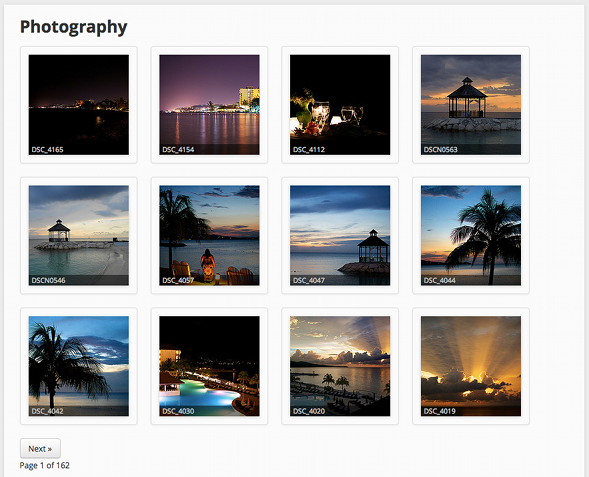 Photography
DSC_4165
DSC_4154
DSC_4112
DSCN0563
DSCN0546
DSC_4057
DSC_4047
DSC_4044
DSC_4042
DSC_4030
DSC_4020
DSC_4019
Next »
Page 1 of 162